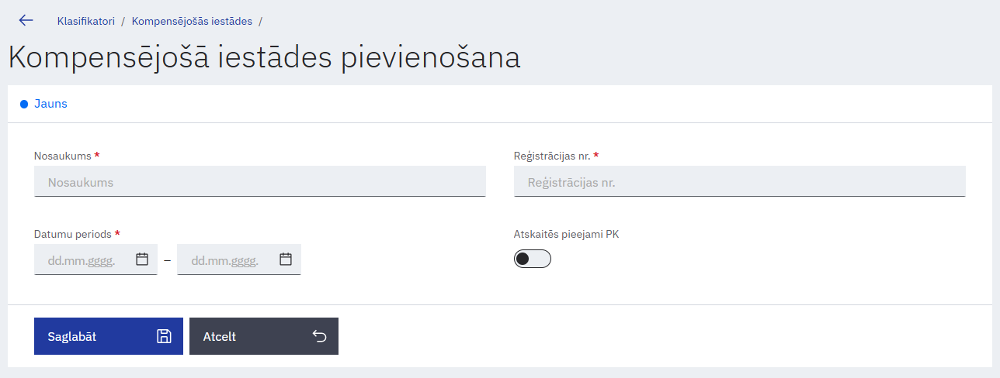 Klasifikatori / Kompensējošās iestādes /
Kompensējošā iestādes pievienošana
Jauns
Nosaukums *
Nosaukums
Reģistrācijas nr. *
Reģistrācijas nr.
Datumu periods *
dd.mm.gggg. – dd.mm.gggg.
Atskaitēs pieejami PK
Saglabāt
Atcelt